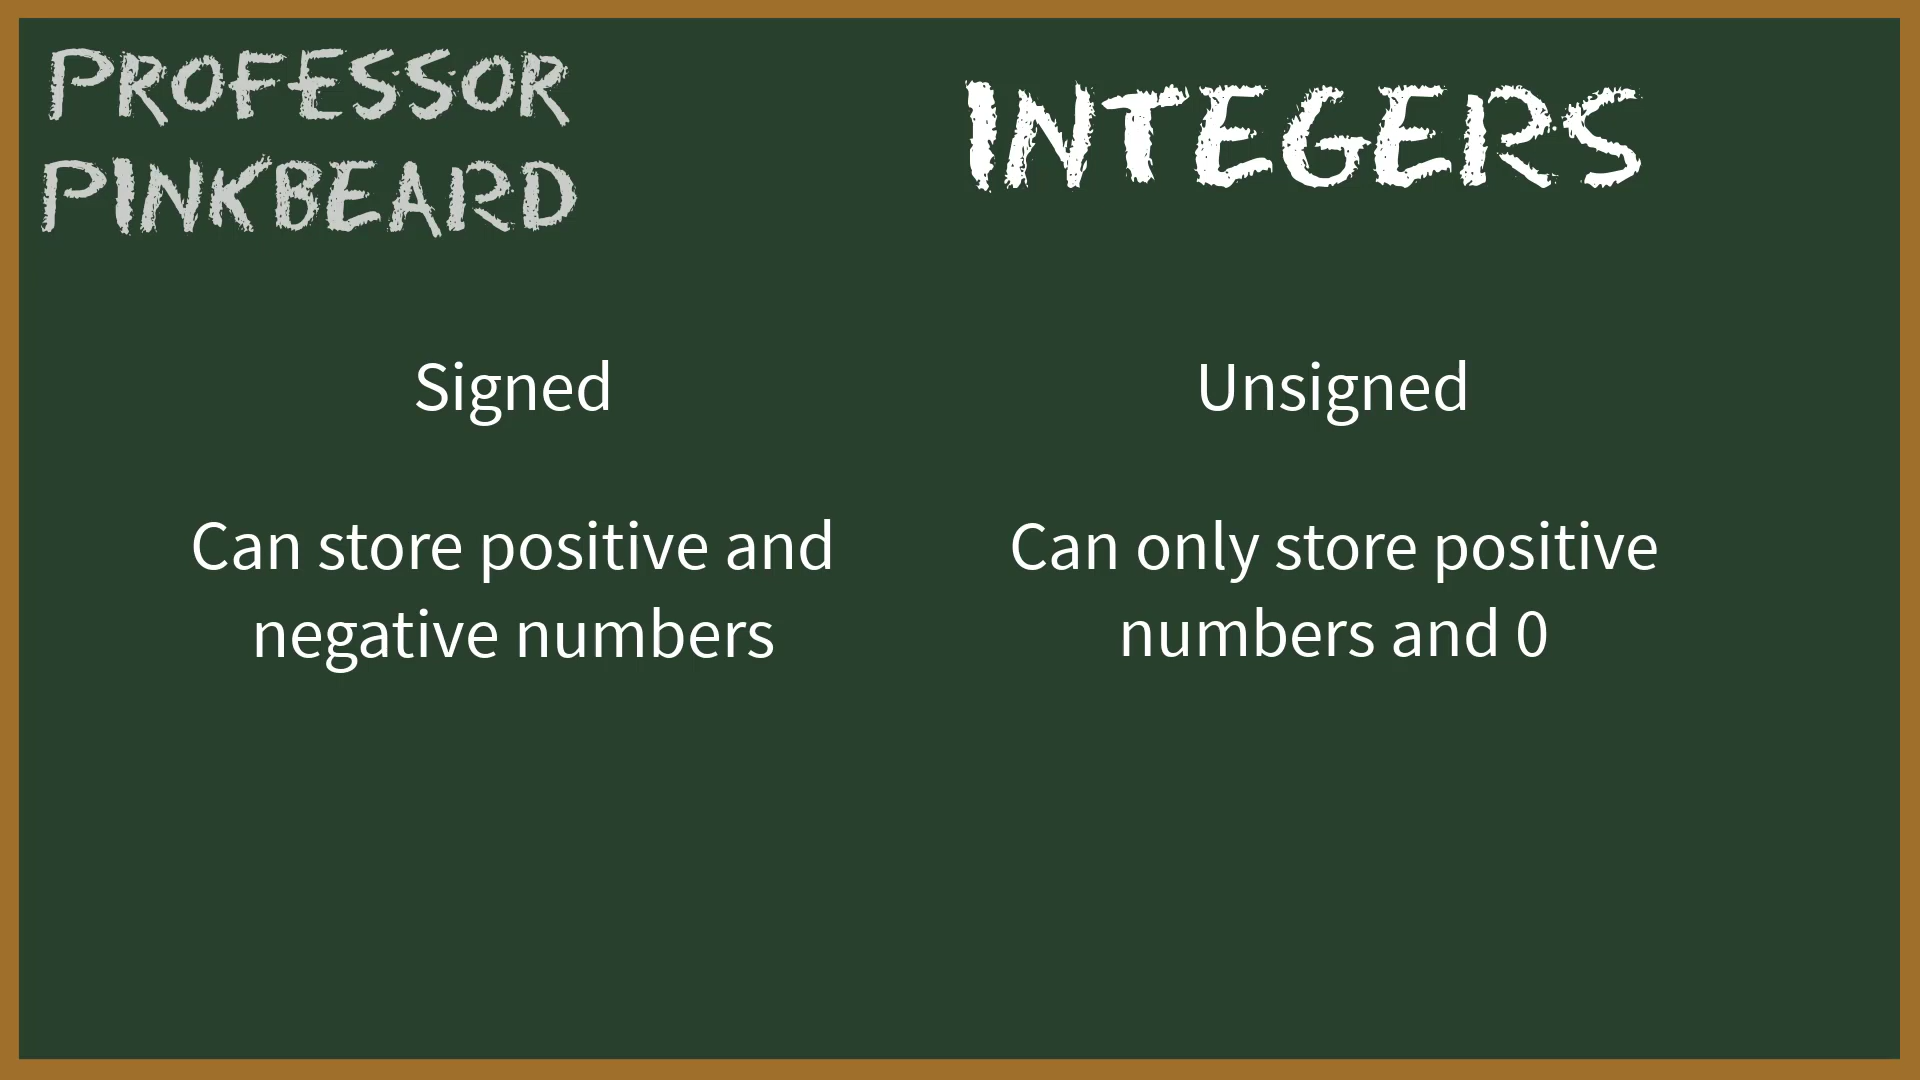 PROFESSOR
PINKBEARD
INTEGERS
Signed
Can store positive and
negative numbers
Unsigned
Can only store positive
numbers and 0